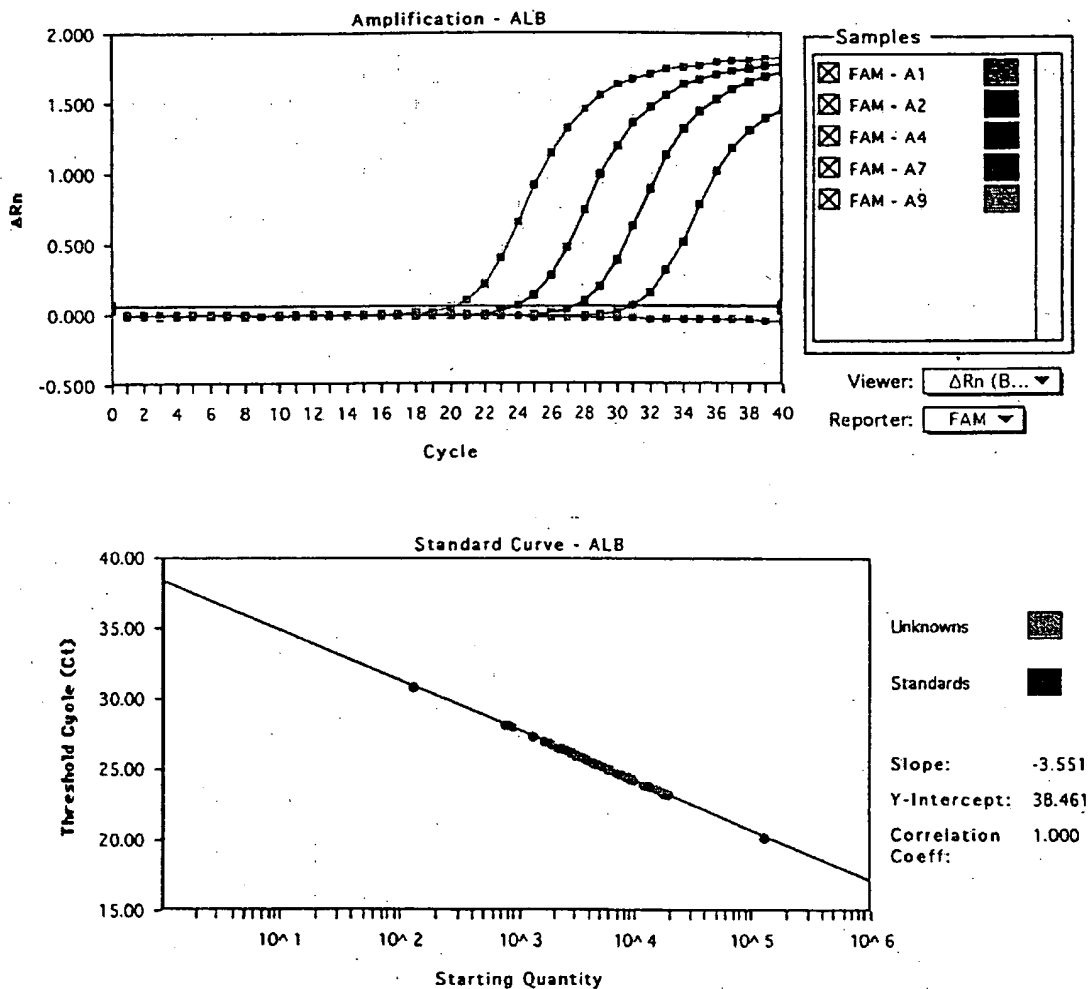 Amplification - ALB
2.000
1.500
1.000
0.500
0.000
-0.500
ΔRn
0 2 4 6 8 10 12 14 16 18 20 22 24 26 28 30 32 34 36 38 40
Cycle
Samples
FAM - A1
FAM - A2
FAM - A4
FAM - A7
FAM - A9
Viewer: ΔRn (B... ▼
Reporter: FAM ▼
Standard Curve - ALB
40.00
35.00
30.00
25.00
20.00
15.00
Threshold Cycle (Ct)
10^1 10^2 10^3 10^4 10^5 10^6
Starting Quantity
Unknowns
Standards
Slope: -3.551
Y-Intercept: 38.461
Correlation 1.000
Coeff: